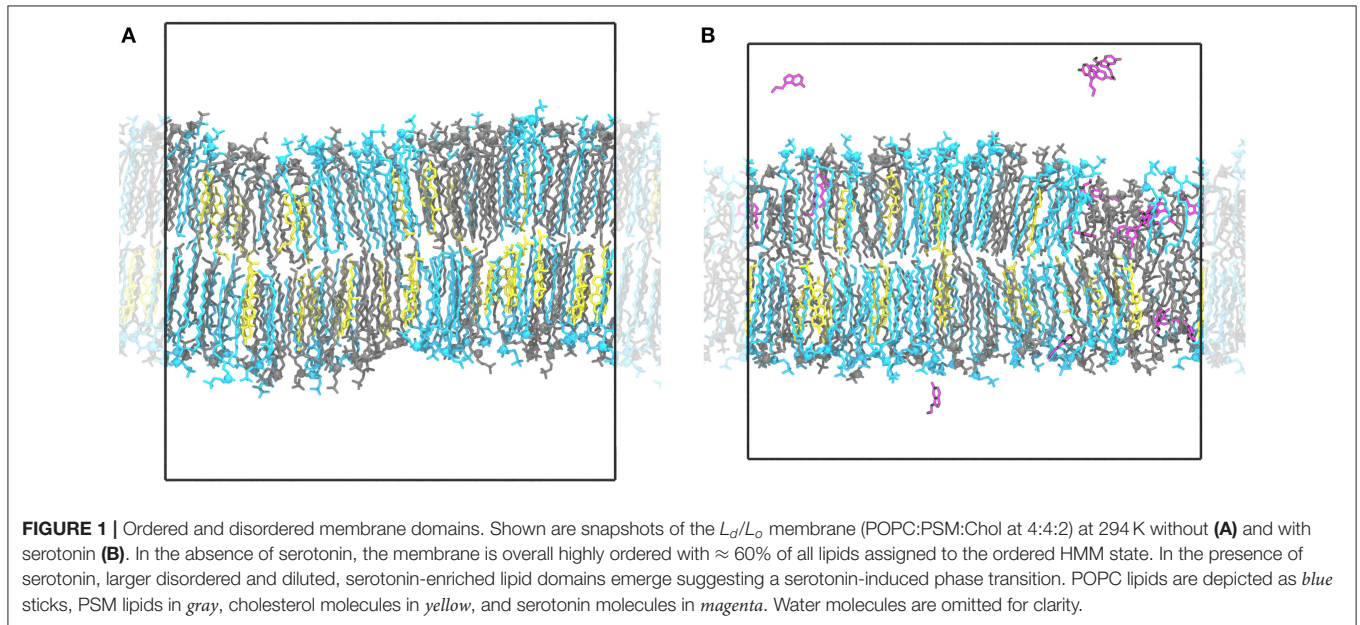 A
B
FIGURE 1 | Ordered and disordered membrane domains. Shown are snapshots of the Ld/Lo membrane (POPC:PSM:Chol at 4:4:2) at 294 K without (A) and with
serotonin (B). In the absence of serotonin, the membrane is overall highly ordered with ≈ 60% of all lipids assigned to the ordered HMM state. In the presence of
serotonin, larger disordered and diluted, serotonin-enriched lipid domains emerge suggesting a serotonin-induced phase transition. POPC lipids are depicted as blue
sticks, PSM lipids in gray, cholesterol molecules in yellow, and serotonin molecules in magenta. Water molecules are omitted for clarity.